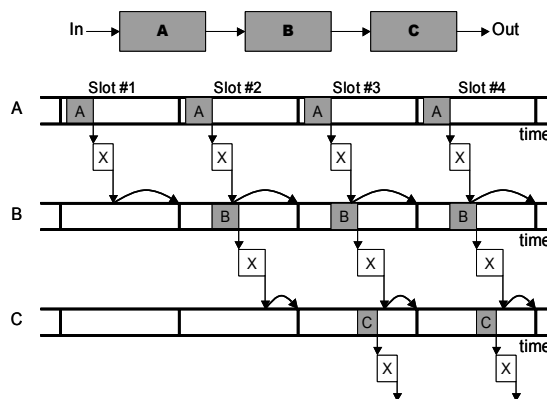 In A B C Out
Slot #1 Slot #2 Slot #3 Slot #4
A A A A A
time
X X X X
B B B B
time
X X X
C C C
time
X X